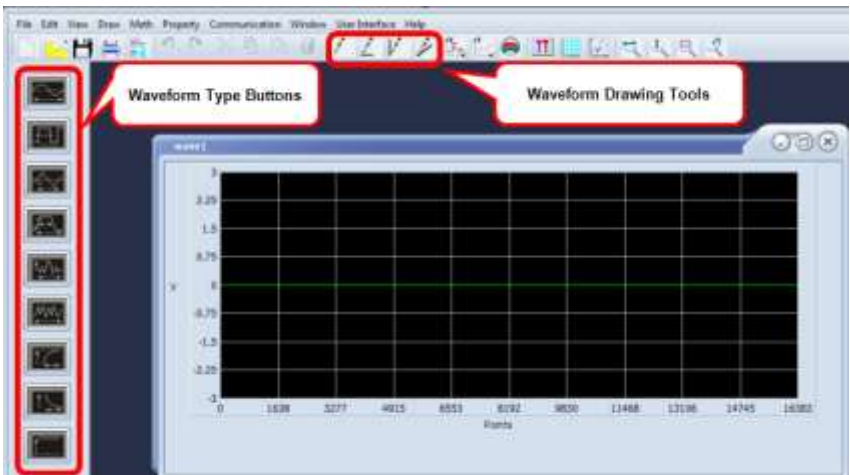 File Edit View Draw Math Property Communication Window User Interface Help
Waveform Type Buttons
Waveform Drawing Tools
wave1
3
2.25
1.5
0.75
V 0
-0.75
-1.5
-2.25
-3
0 1638 3277 4915 6553 8192 9830 11468 13106 14745 16383
Points